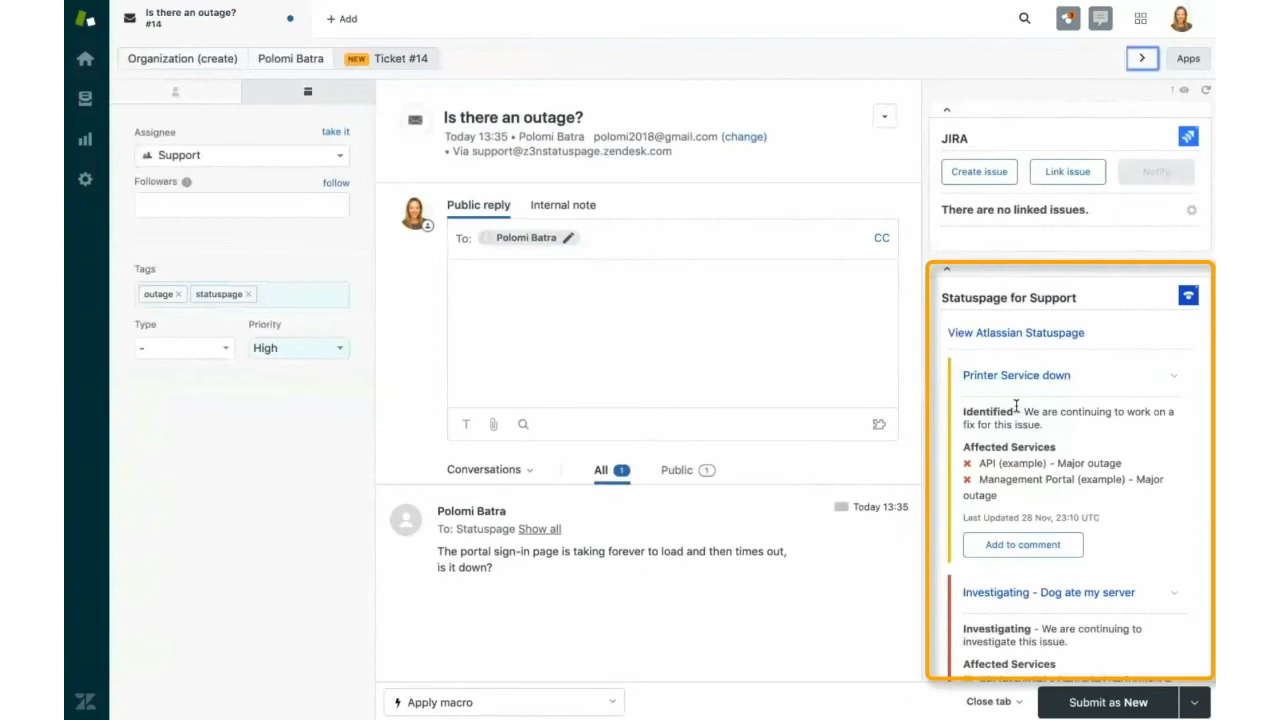 Is there an outage?
#14
+ Add
Organization (create)
Polomi Batra
NEW Ticket #14
Apps
1
Assignee
take it
Support
Followers
follow
Tags
outage ×
statuspage ×
Type
Priority
-
High
Is there an outage?
Today 13:35 • Polomi Batra polomi2018@gmail.com (change)
• Via support@z3nstatuspage.zendesk.com
Public reply
Internal note
To: Polomi Batra
CC
T
Conversations
All 1
Public 1
Polomi Batra
Today 13:35
To: Statuspage Show all
The portal sign-in page is taking forever to load and then times out,
is it down?
Apply macro
JIRA
Create issue
Link issue
Notify
There are no linked issues.
Statuspage for Support
View Atlassian Statuspage
Printer Service down
Identified - We are continuing to work on a
fix for this issue.
Affected Services
API (example) - Major outage
Management Portal (example) - Major
outage
Last Updated 28 Nov, 23:10 UTC
Add to comment
Investigating - Dog ate my server
Investigating - We are continuing to
investigate this issue.
Affected Services
Close tab
Submit as New